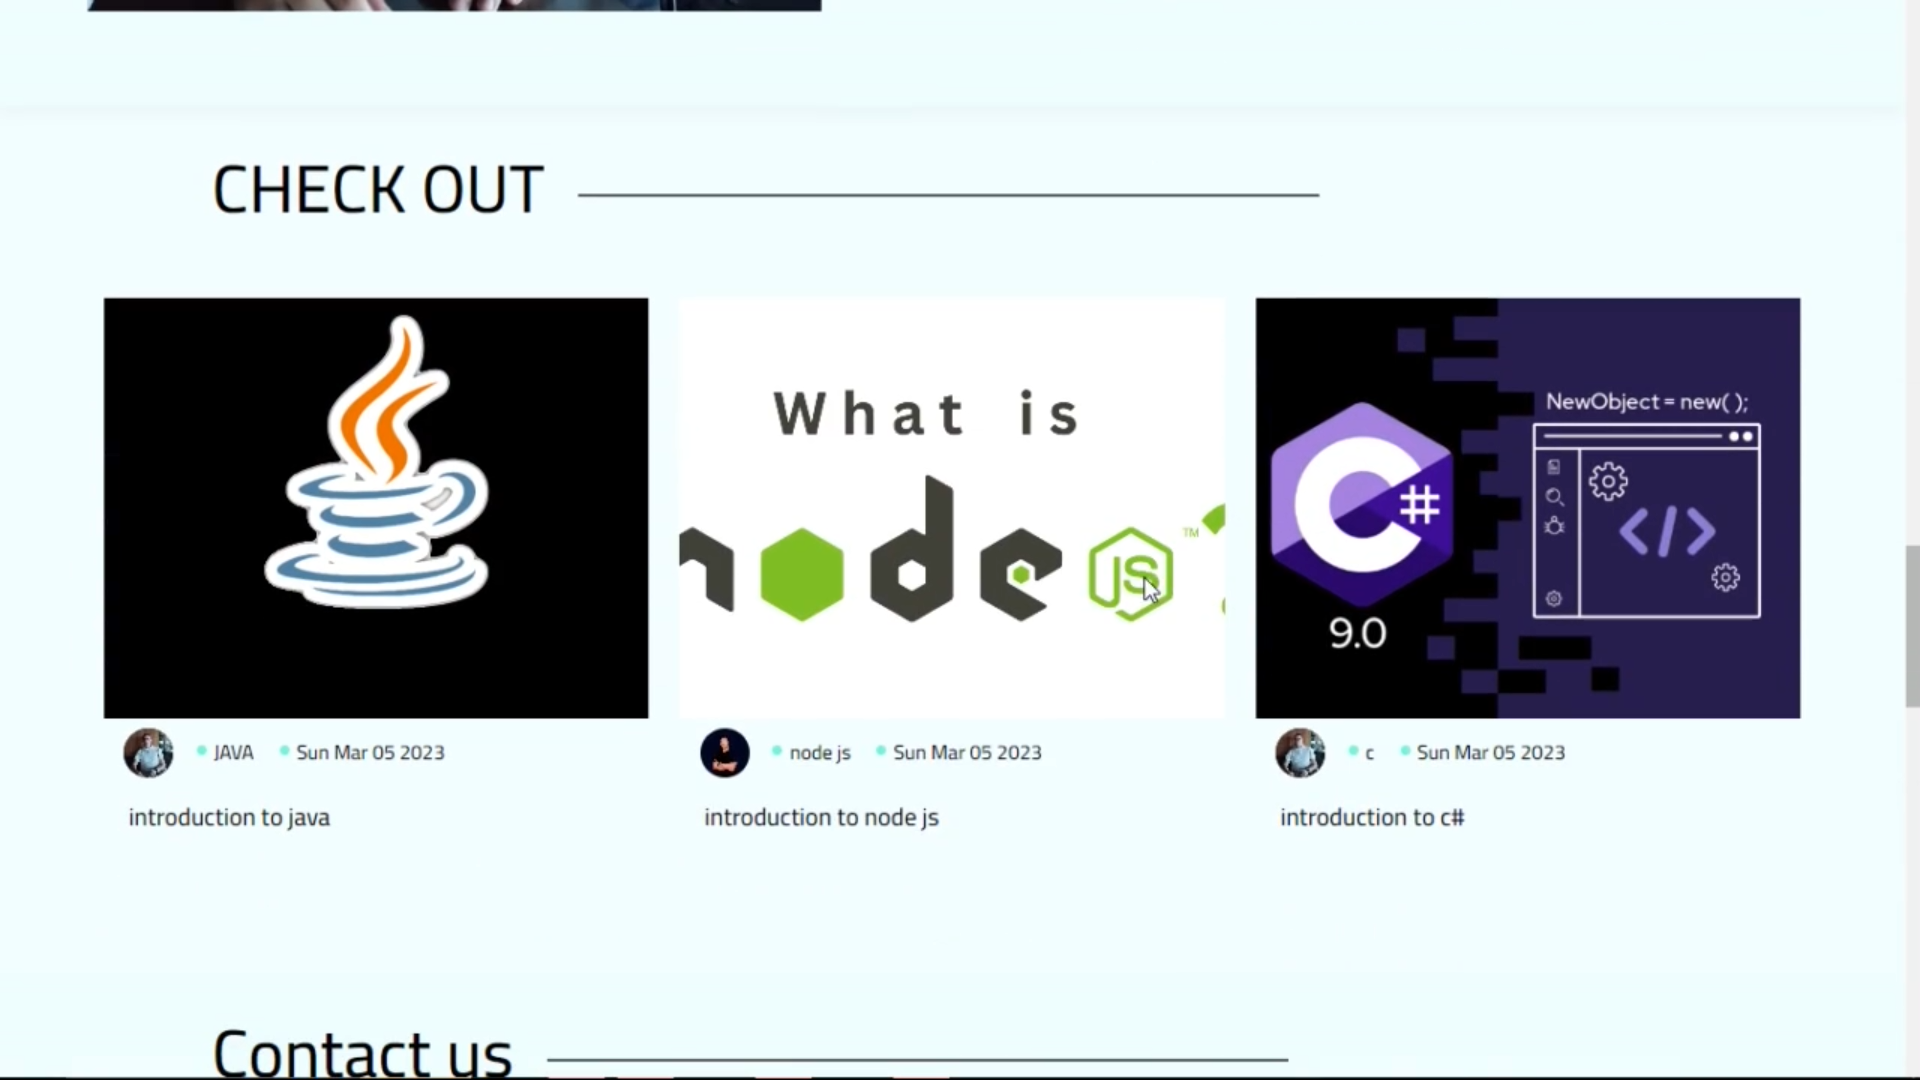 CHECK OUT
What is
node JS ™
NewObject = new( );
C#
9.0
JAVA Sun Mar 05 2023
node js Sun Mar 05 2023
c Sun Mar 05 2023
introduction to java
introduction to node js
introduction to c#
Contact us